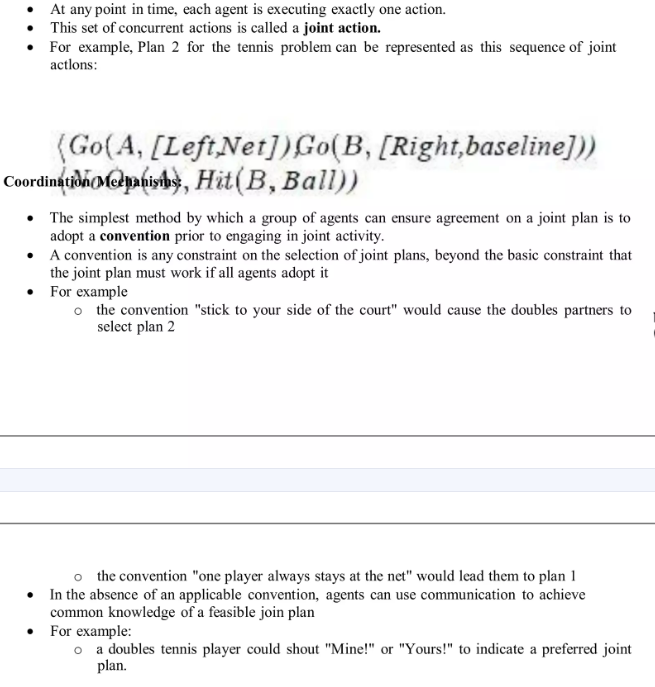 • At any point in time, each agent is executing exactly one action.
• This set of concurrent actions is called a joint action.
• For example, Plan 2 for the tennis problem can be represented as this sequence of joint
actlons:
⟨Go(A, [Left,Net]),Go(B, [Right,baseline])⟩
⟨NoOp(A), Hit(B, Ball)⟩
Coordination Mechanisms:
• The simplest method by which a group of agents can ensure agreement on a joint plan is to
adopt a convention prior to engaging in joint activity.
• A convention is any constraint on the selection of joint plans, beyond the basic constraint that
the joint plan must work if all agents adopt it
• For example
o the convention "stick to your side of the court" would cause the doubles partners to
select plan 2
o the convention "one player always stays at the net" would lead them to plan 1
• In the absence of an applicable convention, agents can use communication to achieve
common knowledge of a feasible join plan
• For example:
o a doubles tennis player could shout "Mine!" or "Yours!" to indicate a preferred joint
plan.